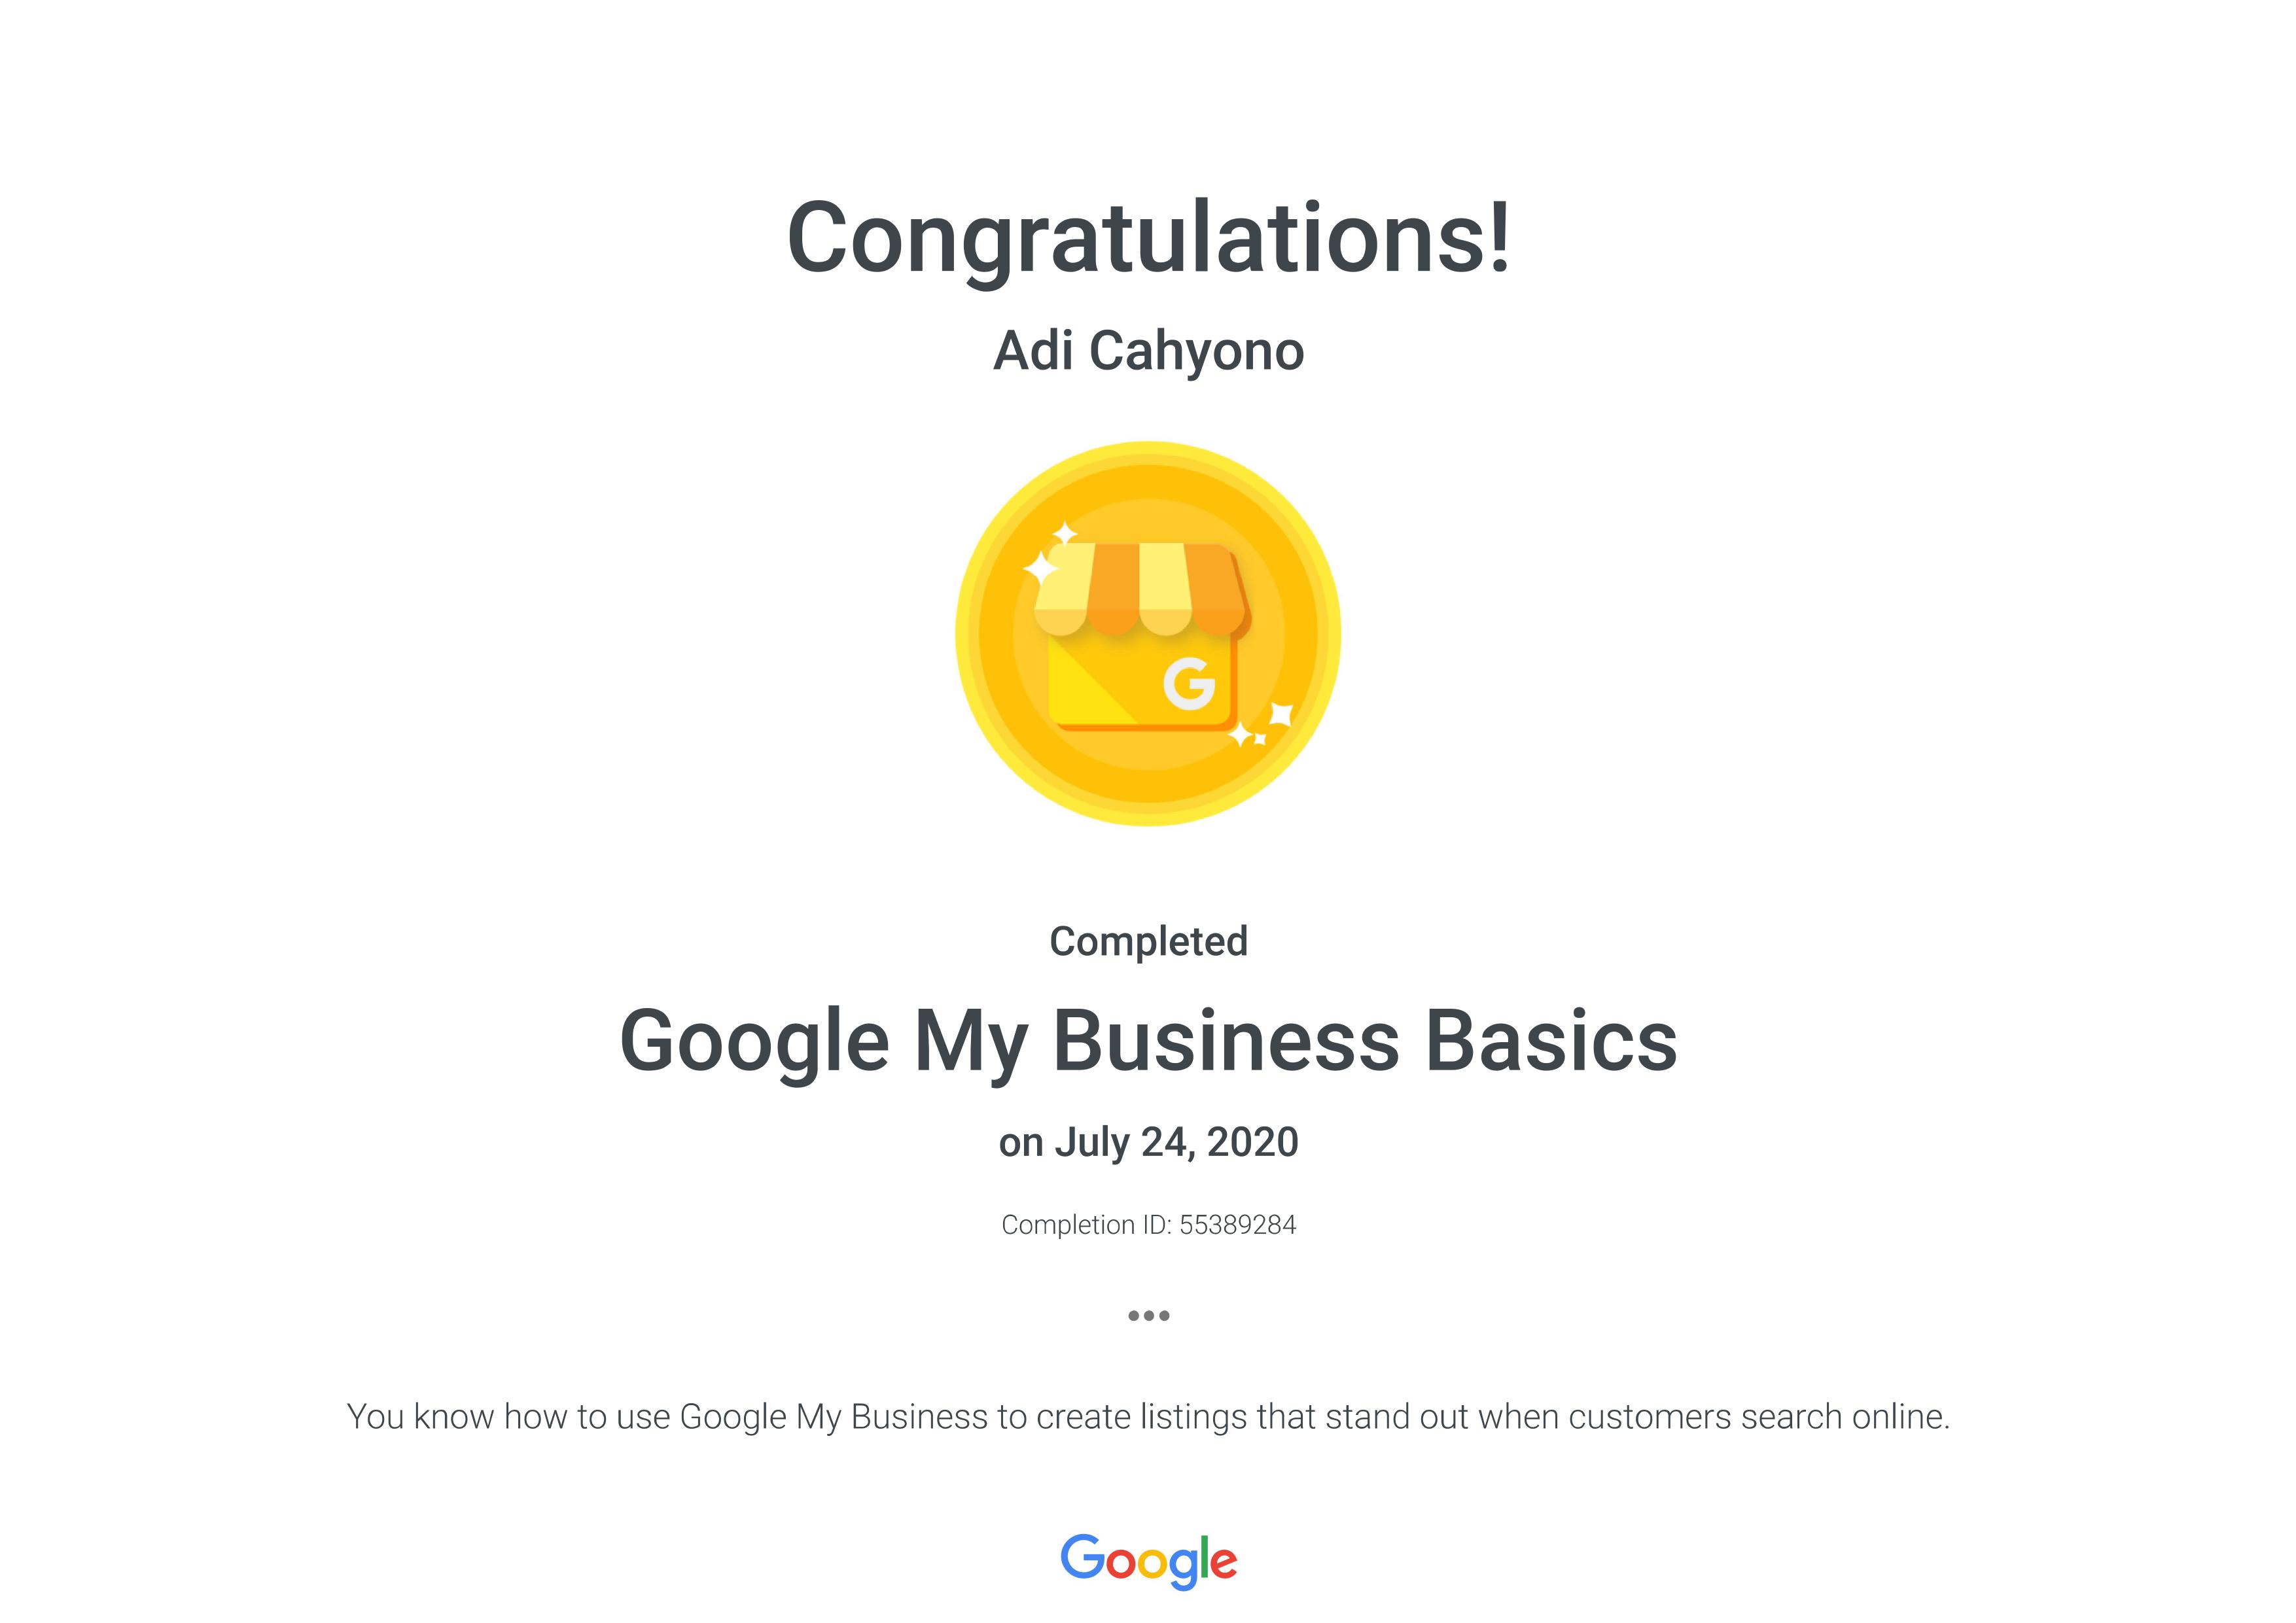 Congratulations!
Adi Cahyono
G
Completed
Google My Business Basics
on July 24, 2020
Completion ID: 55389284
•••
You know how to use Google My Business to create listings that stand out when customers search online.
Google